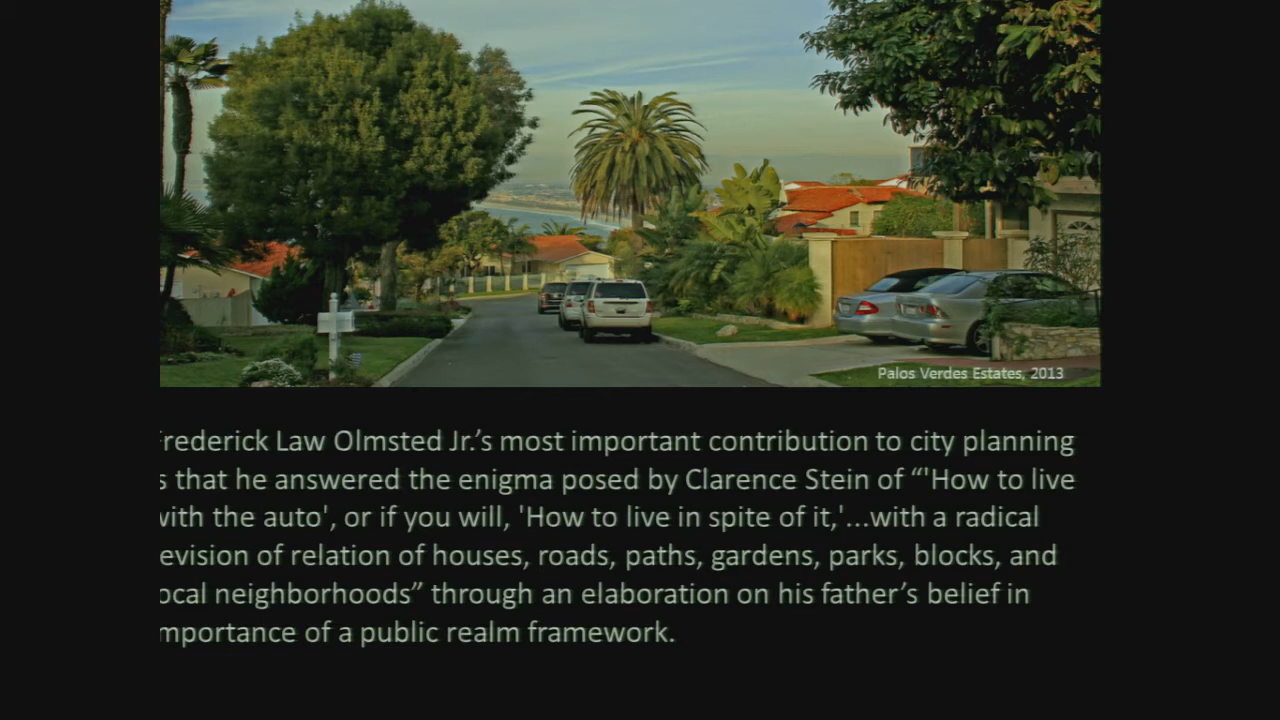 Palos Verdes Estates, 2013
Frederick Law Olmsted Jr.'s most important contribution to city planning
s that he answered the enigma posed by Clarence Stein of “'How to live
with the auto', or if you will, 'How to live in spite of it,'...with a radical
evision of relation of houses, roads, paths, gardens, parks, blocks, and
ocal neighborhoods” through an elaboration on his father’s belief in
mportance of a public realm framework.